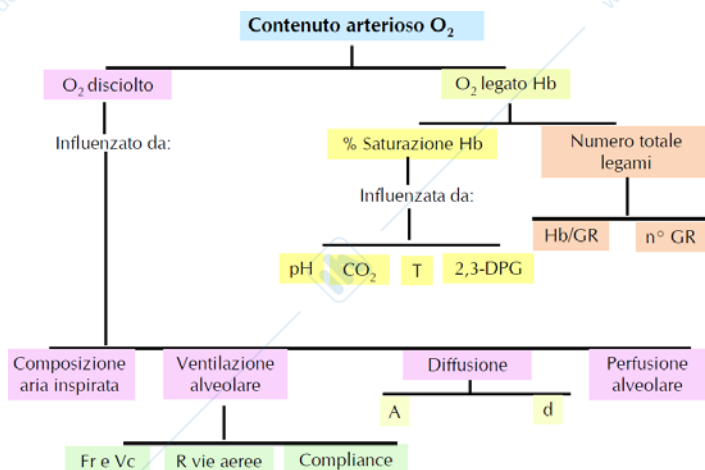 Contenuto arterioso O₂
O₂ disciolto
O₂ legato Hb
Influenzato da:
% Saturazione Hb
Numero totale
legami
Influenzata da:
Hb/GR
n° GR
pH
CO₂
T
2,3-DPG
Composizione
aria inspirata
Ventilazione
alveolare
Diffusione
Perfusione
alveolare
A
d
Fr e Vc
R vie aeree
Compliance